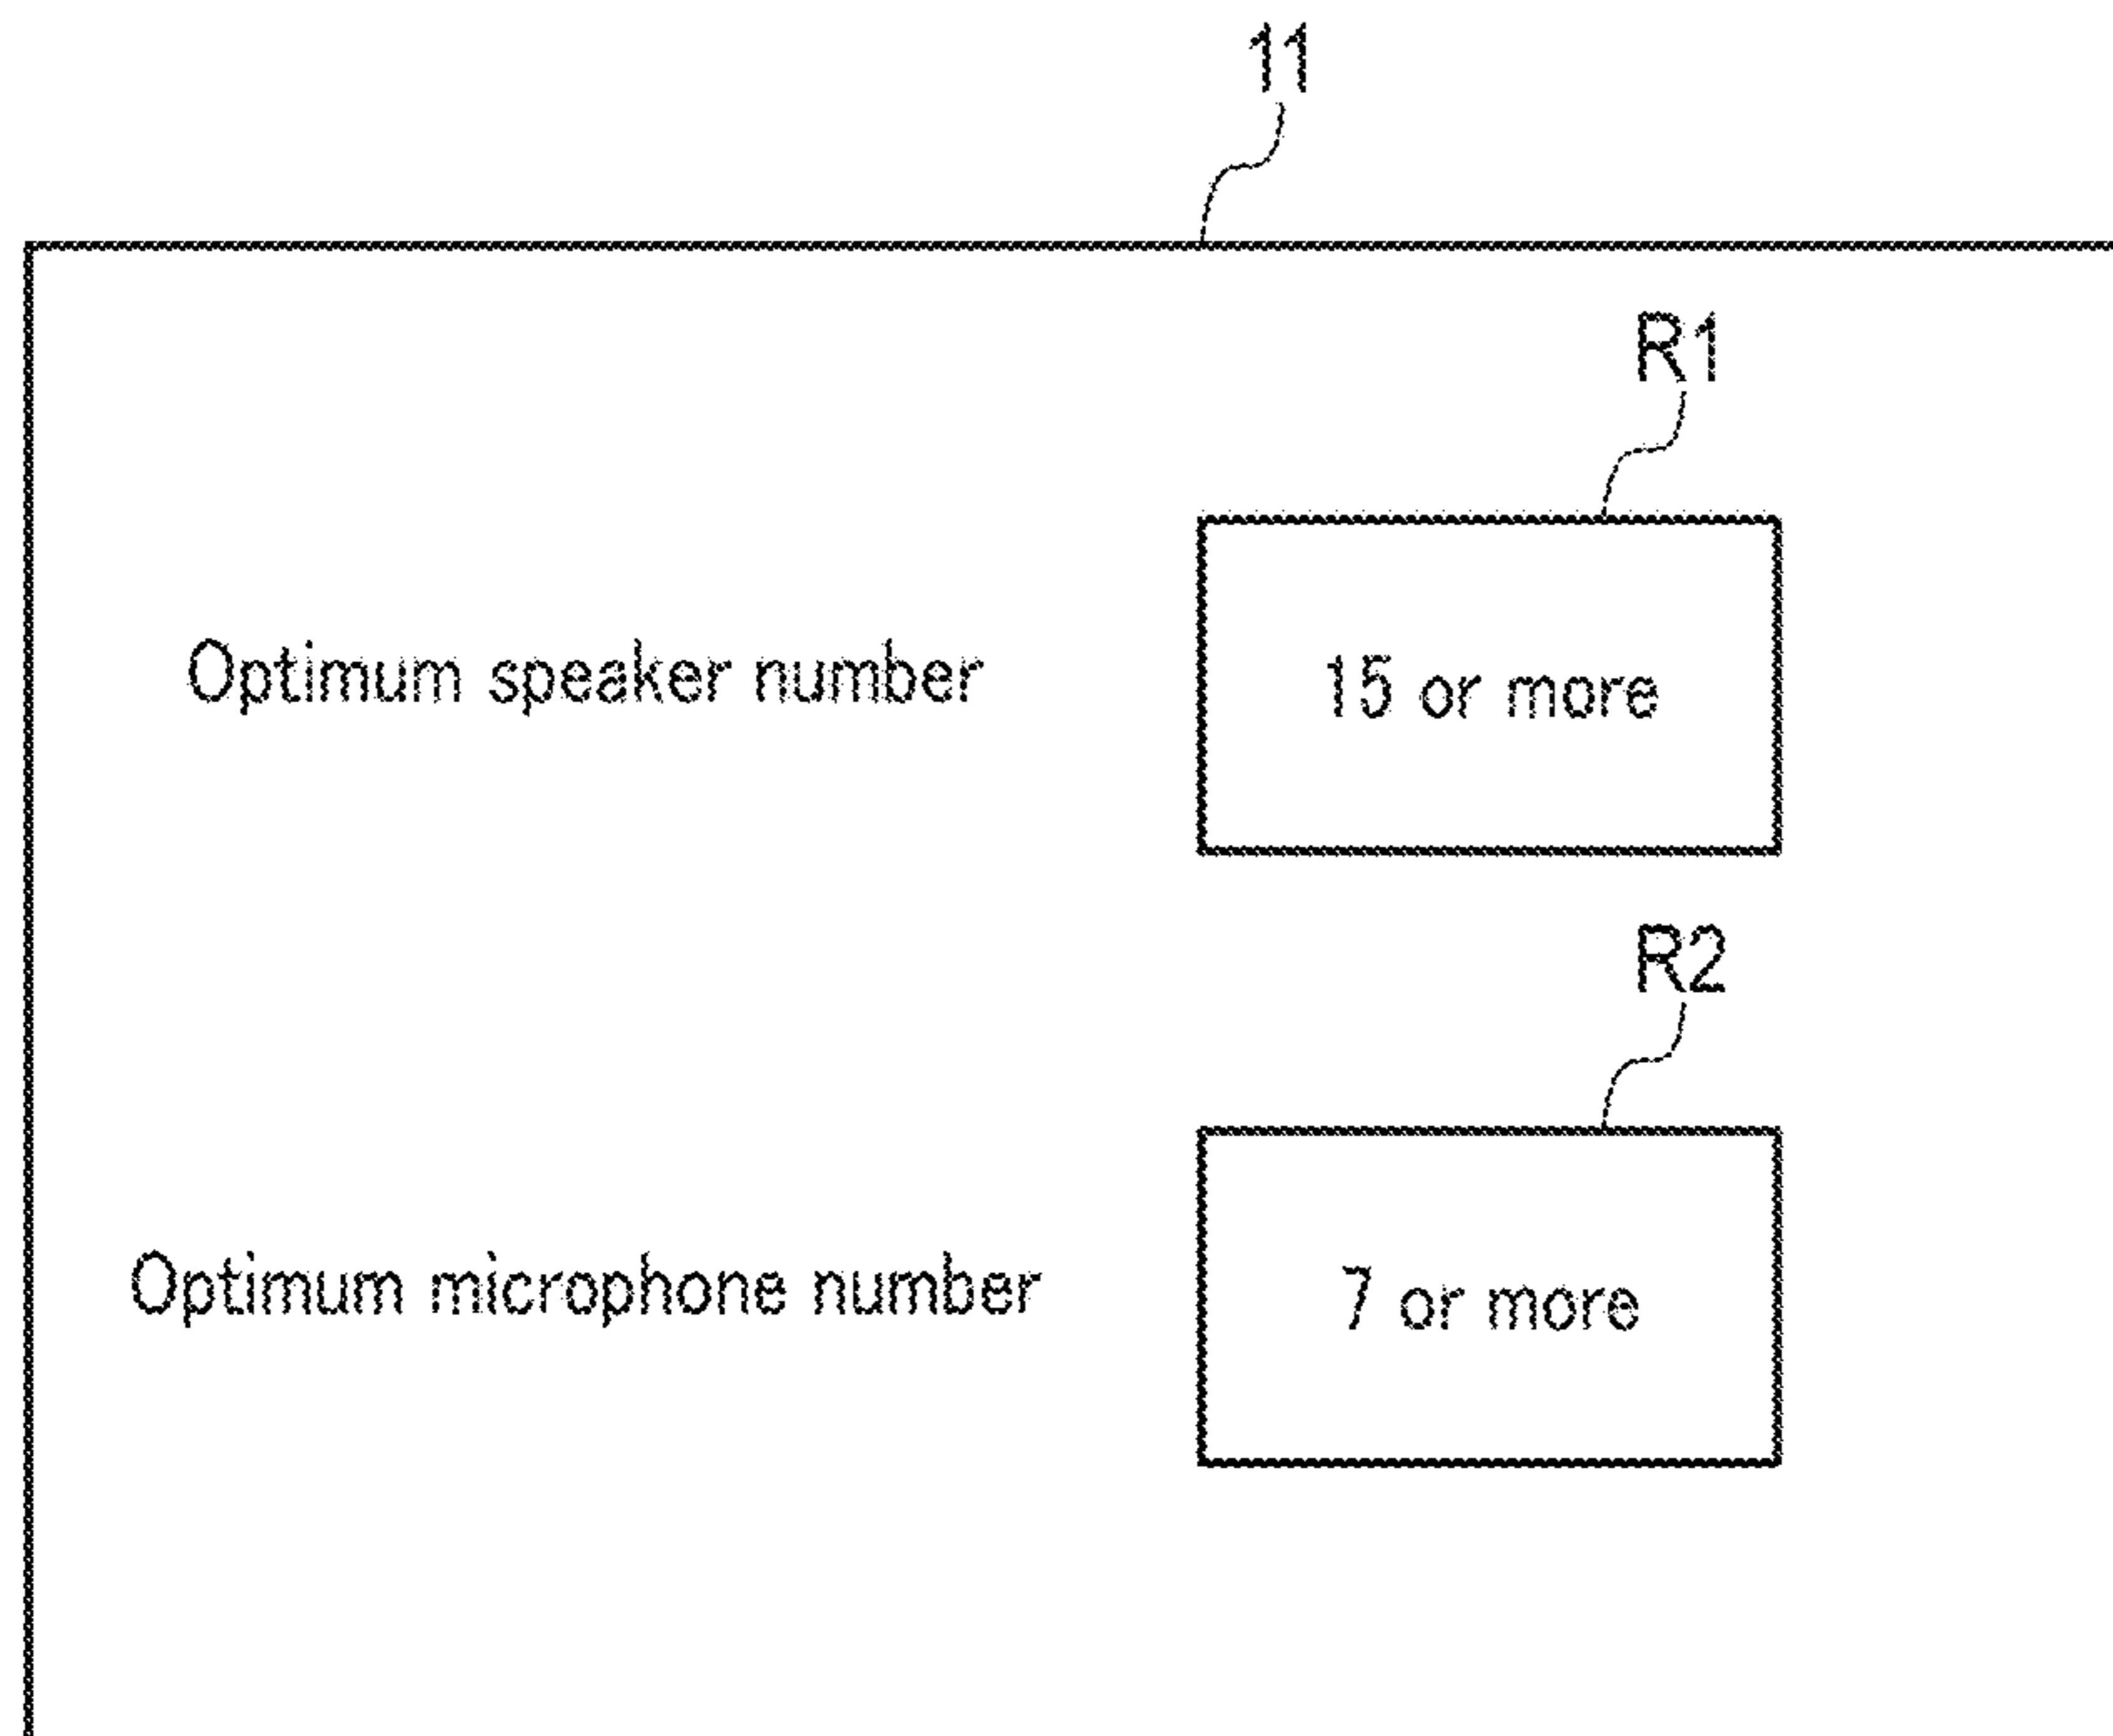 11
R1
Optimum speaker number
15 or more
R2
Optimum microphone number
7 or more